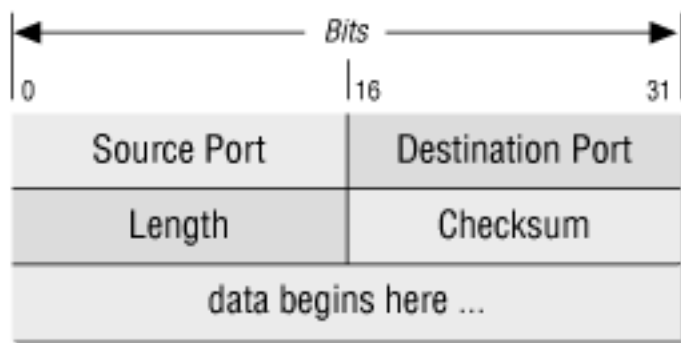 Bits
0 16 31
Source Port Destination Port
Length Checksum
data begins here ...